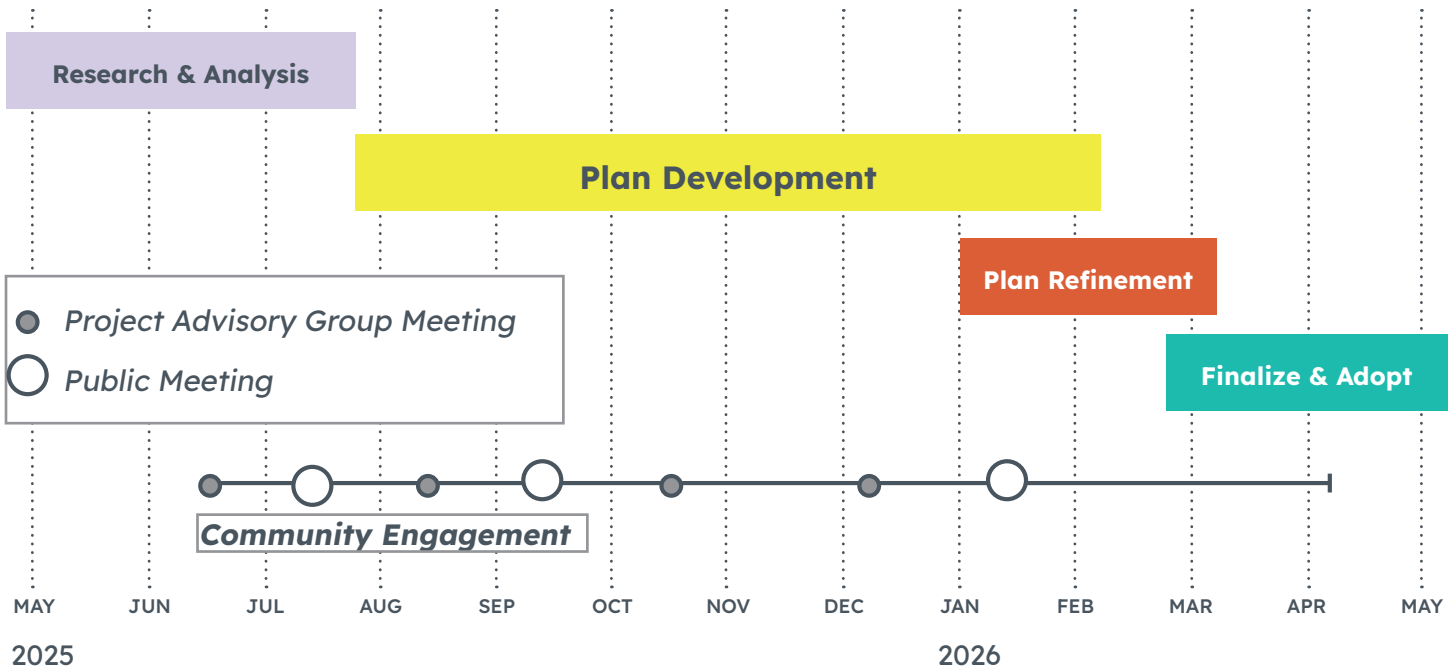 Research & Analysis
Plan Development
Plan Refinement
Project Advisory Group Meeting
Public Meeting
Finalize & Adopt
Community Engagement
MAY JUN JUL AUG SEP OCT NOV DEC JAN FEB MAR APR MAY
2025 2026